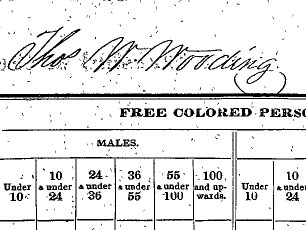 Thos W. Wooding
FREE COLORED PERSO
MALES.
Under 10
10 & under 24
24 & under 36
36 & under 55
55 & under 100
100 and upwards.
Under 10
10 & under 24